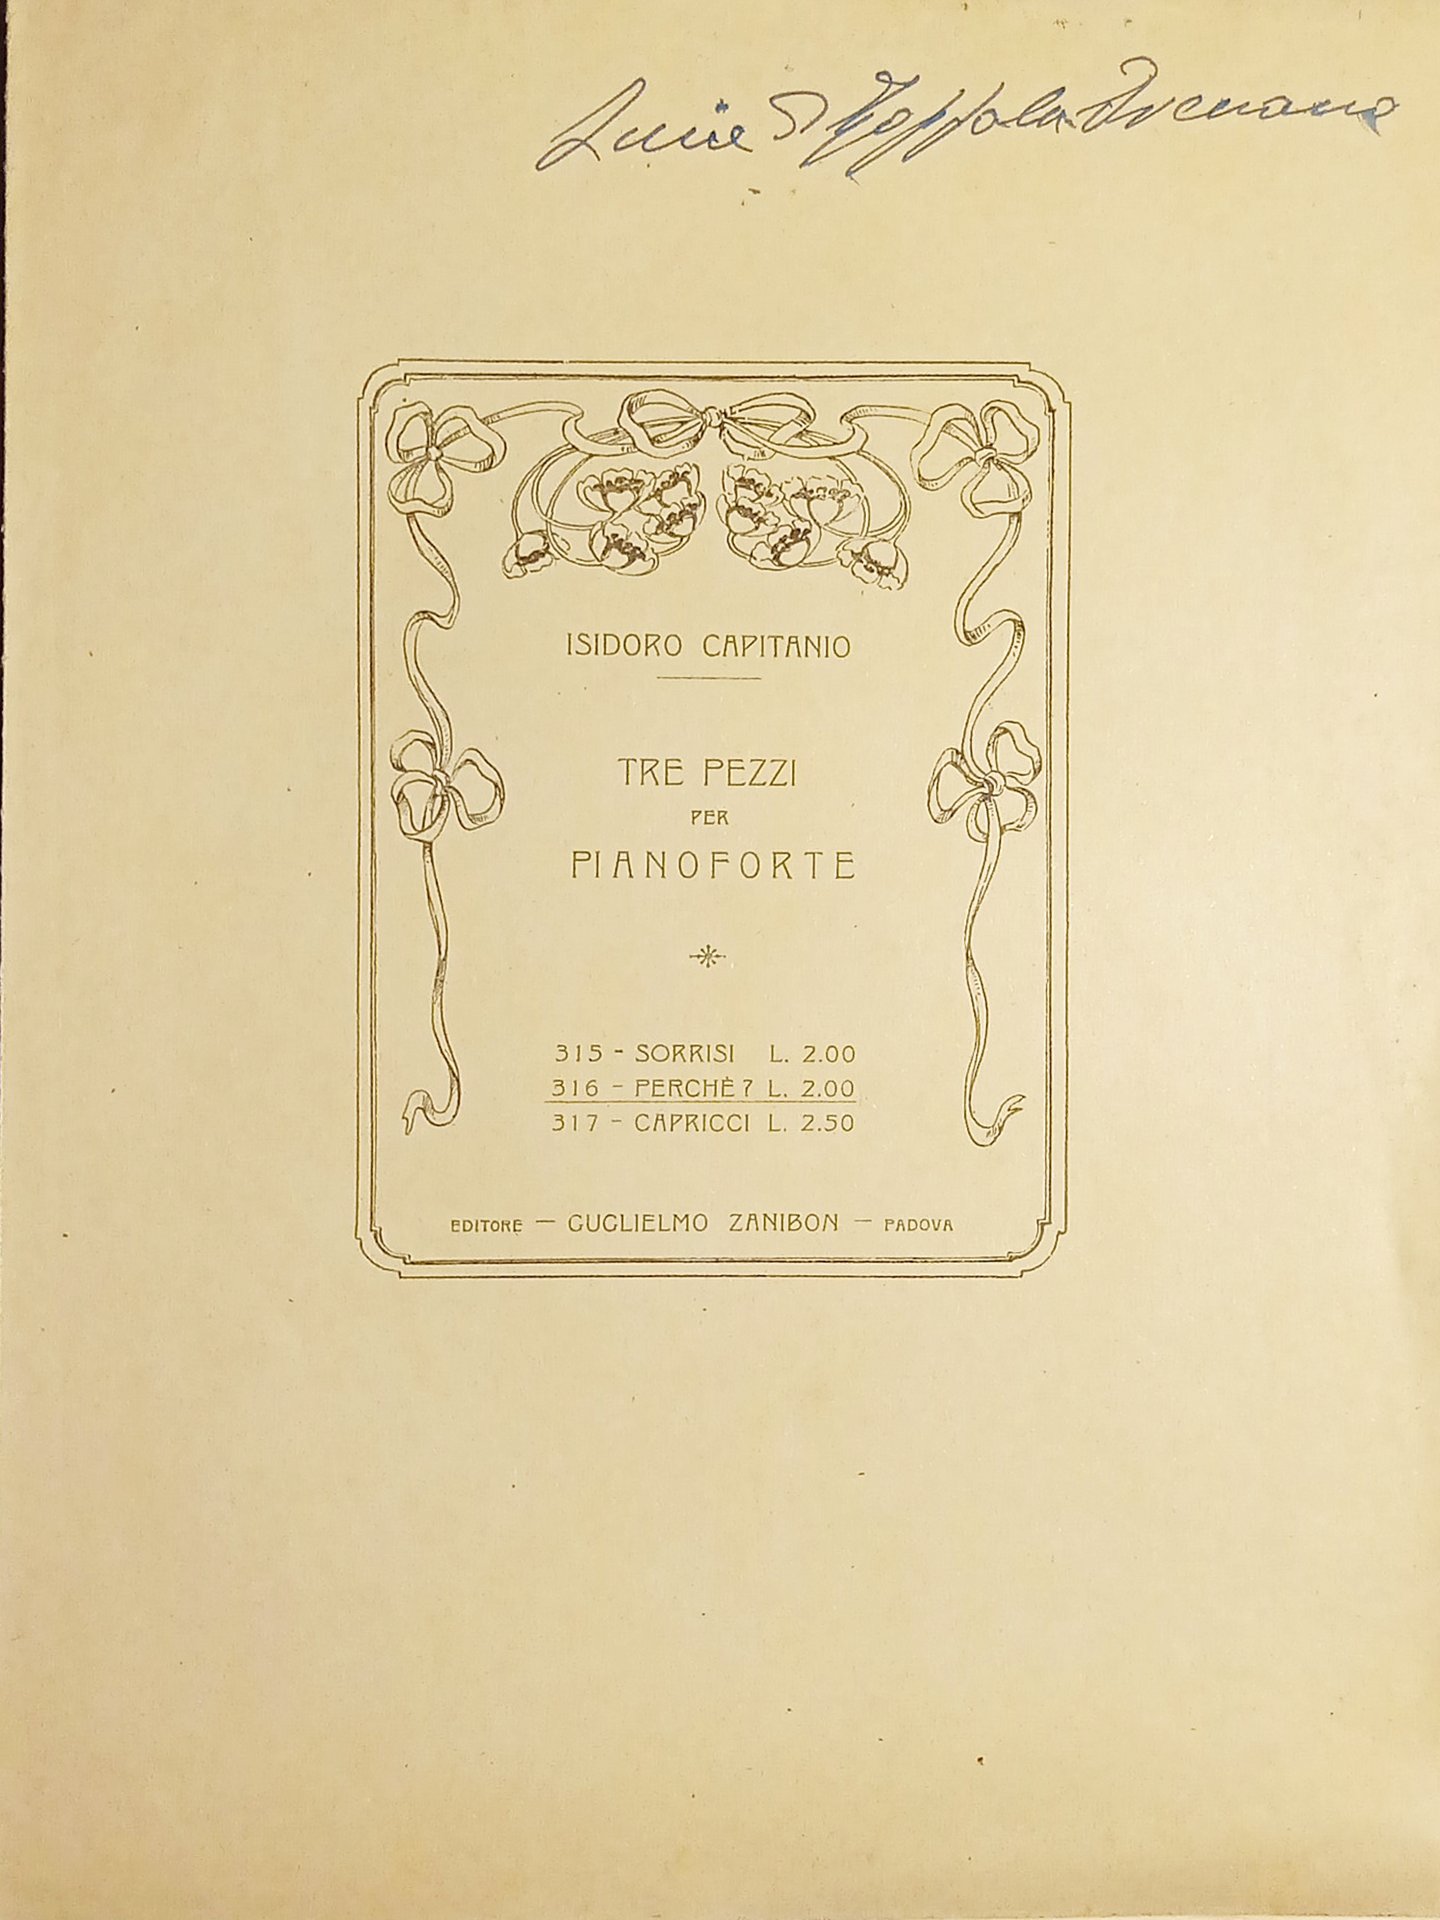 ISIDORO CAPITANIO
TRE PEZZI
PER
PIANOFORTE
315 - SORRISI L. 2.00
316 - PERCHÈ? L. 2.00
317 - CAPRICCI L. 2.50
EDITORE — GUGLIELMO ZANIBON — PADOVA